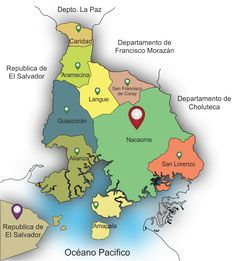 Depto. La Paz
Caridad
Republica de
El Salvador
Departamento de
Francisco Morazán
Aramecina
San Francisco
de Coray
Langue
Departamento de
Choluteca
Goascorán
Nacaome
Alianza
San Lorenzo
Republica de
El Salvador
Amapala
Océano Pacifico